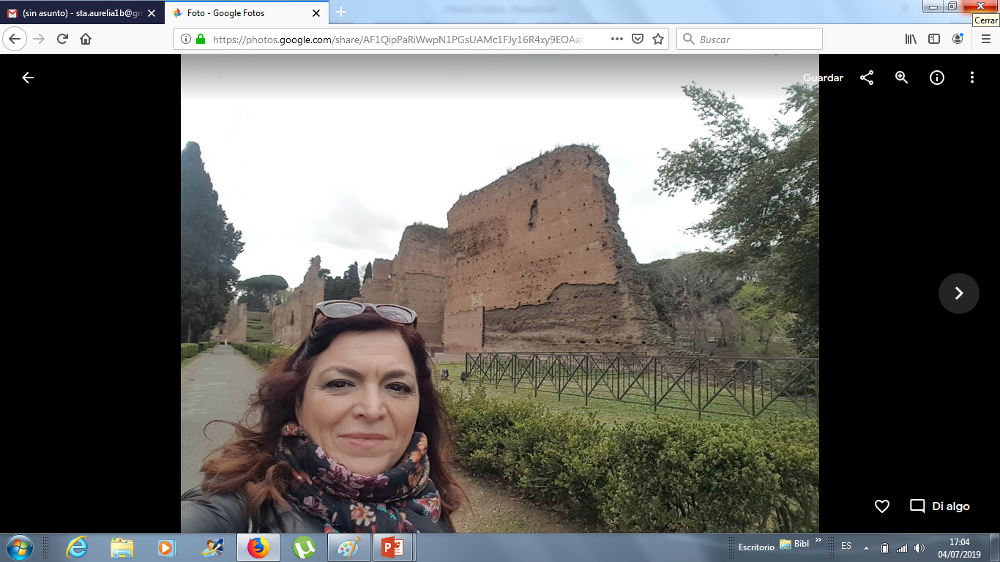 (sin asunto) - sta.aurelia1b@gm
Foto - Google Fotos
Cerrar
https://photos.google.com/share/AF1QipPaRiWwpN1PGsUAMc1FJy16R4xy9EOAa
Buscar
Guardar
Di algo
Escritorio
Bibl
ES
17:04
04/07/2019